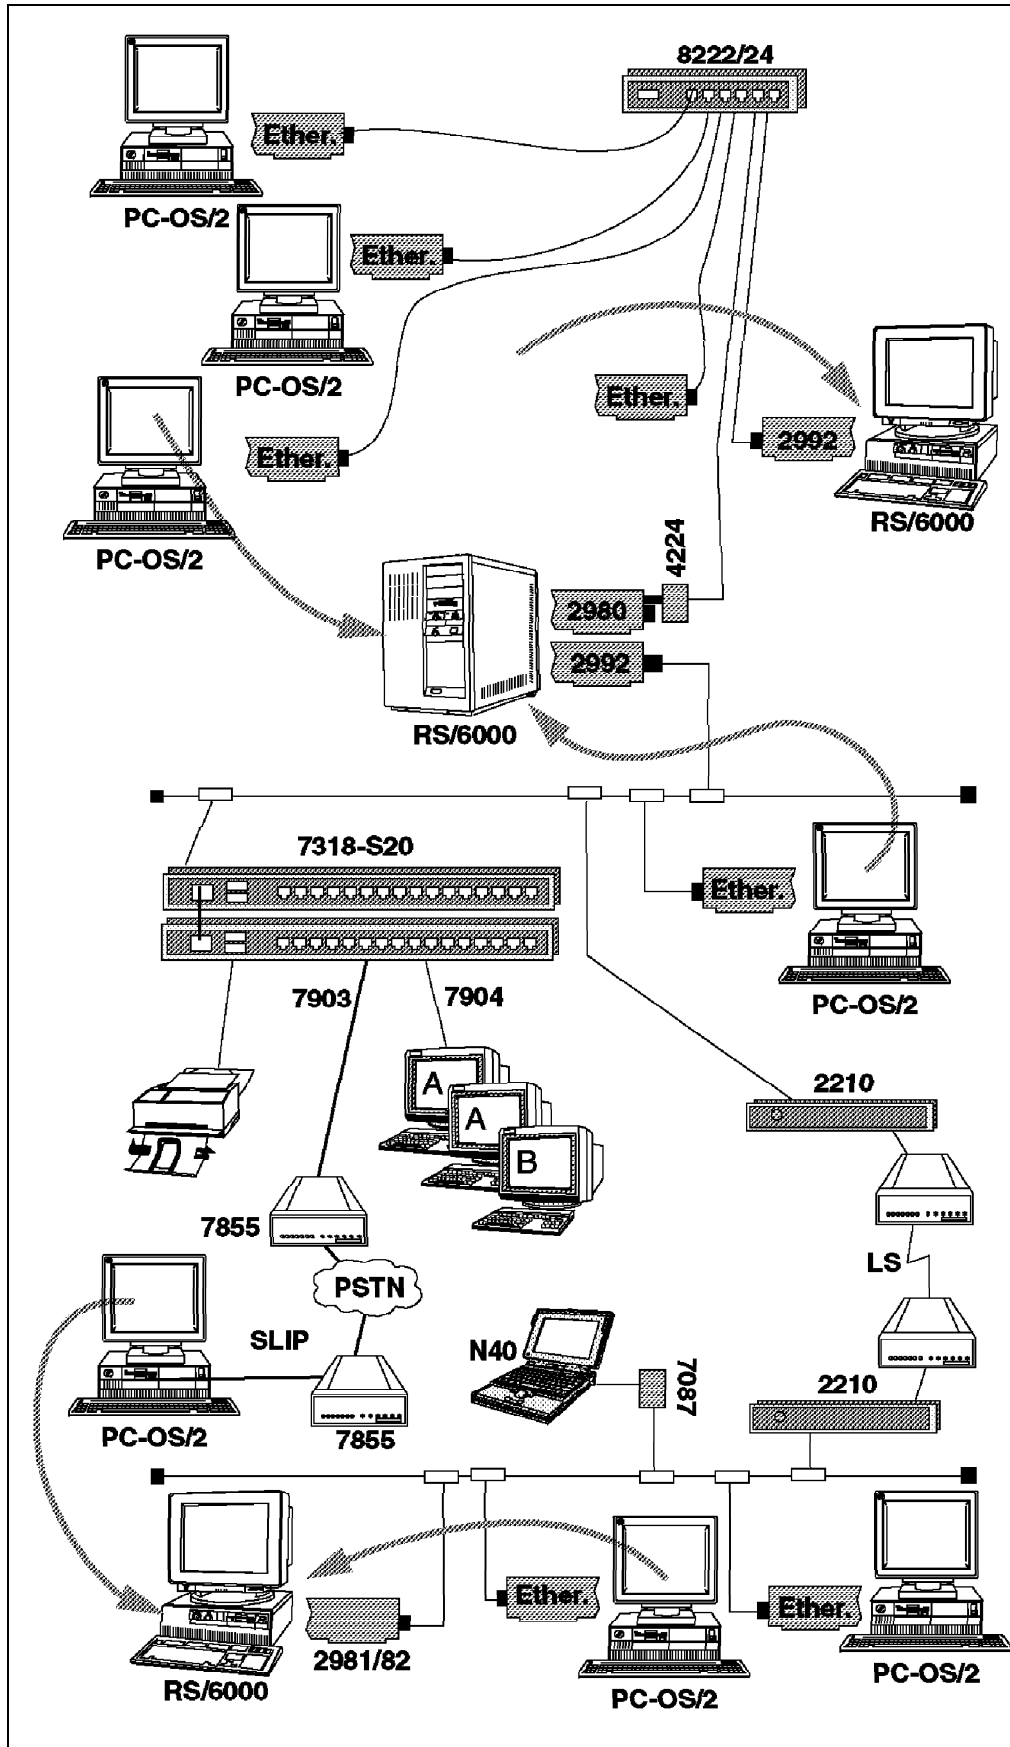 8222/24
Ether.
PC-OS/2
Ether.
PC-OS/2
Ether.
Ether.
2992
RS/6000
PC-OS/2
4224
2980
2992
RS/6000
7318-S20
Ether.
PC-OS/2
7903
7904
A
A
B
2210
7855
PSTN
LS
SLIP
N40
7087
2210
PC-OS/2
7855
Ether.
Ether.
2981/82
RS/6000
PC-OS/2
PC-OS/2